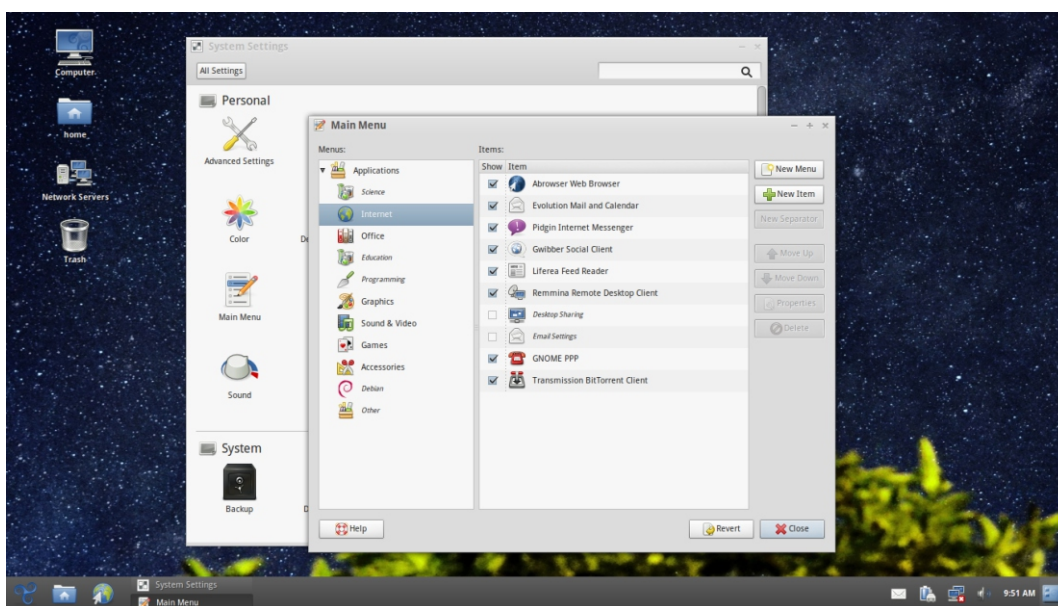 Computer
home
Network Servers
Trash
System Settings
All Settings
Personal
Advanced Settings
Color
De
Main Menu
Sound
System
Backup
D
Main Menu
Menus:
Applications
Science
Internet
Office
Education
Programming
Graphics
Sound & Video
Games
Accessories
Debian
Other
Items:
Show Item
Abrowser Web Browser
Evolution Mail and Calendar
Pidgin Internet Messenger
Gwibber Social Client
Liferea Feed Reader
Remmina Remote Desktop Client
Desktop Sharing
Email Settings
GNOME PPP
Transmission BitTorrent Client
New Menu
New Item
New Separator
Move Up
Move Down
Properties
Delete
Help
Revert
Close
System Settings
Main Menu
9:51 AM